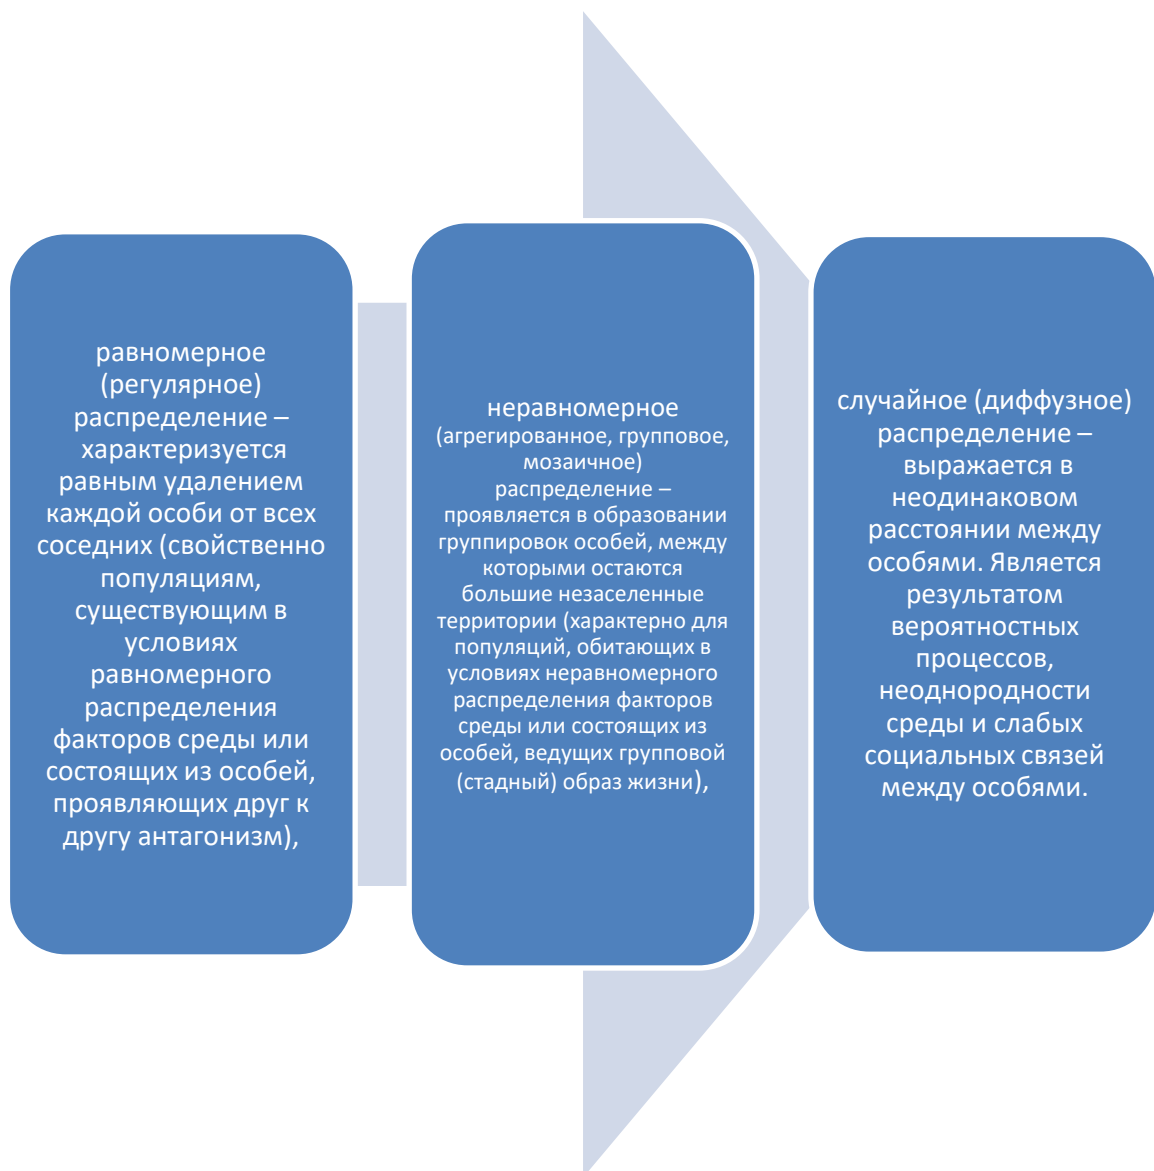 равномерное
(регулярное)
распределение –
характеризуется
равным удалением
каждой особи от всех
соседних (свойственно
популяциям,
существующим в
условиях
равномерного
распределения
факторов среды или
состоящих из особей,
проявляющих друг к
другу антагонизм),
неравномерное
(агрегированное, групповое,
мозаичное)
распределение –
проявляется в образовании
группировок особей, между
которыми остаются
большие незаселенные
территории (характерно для
популяций, обитающих в
условиях неравномерного
распределения факторов
среды или состоящих из
особей, ведущих групповой
(стадный) образ жизни),
случайное (диффузное)
распределение –
выражается в
неодинаковом
расстоянии между
особями. Является
результатом
вероятностных
процессов,
неоднородности
среды и слабых
социальных связей
между особями.